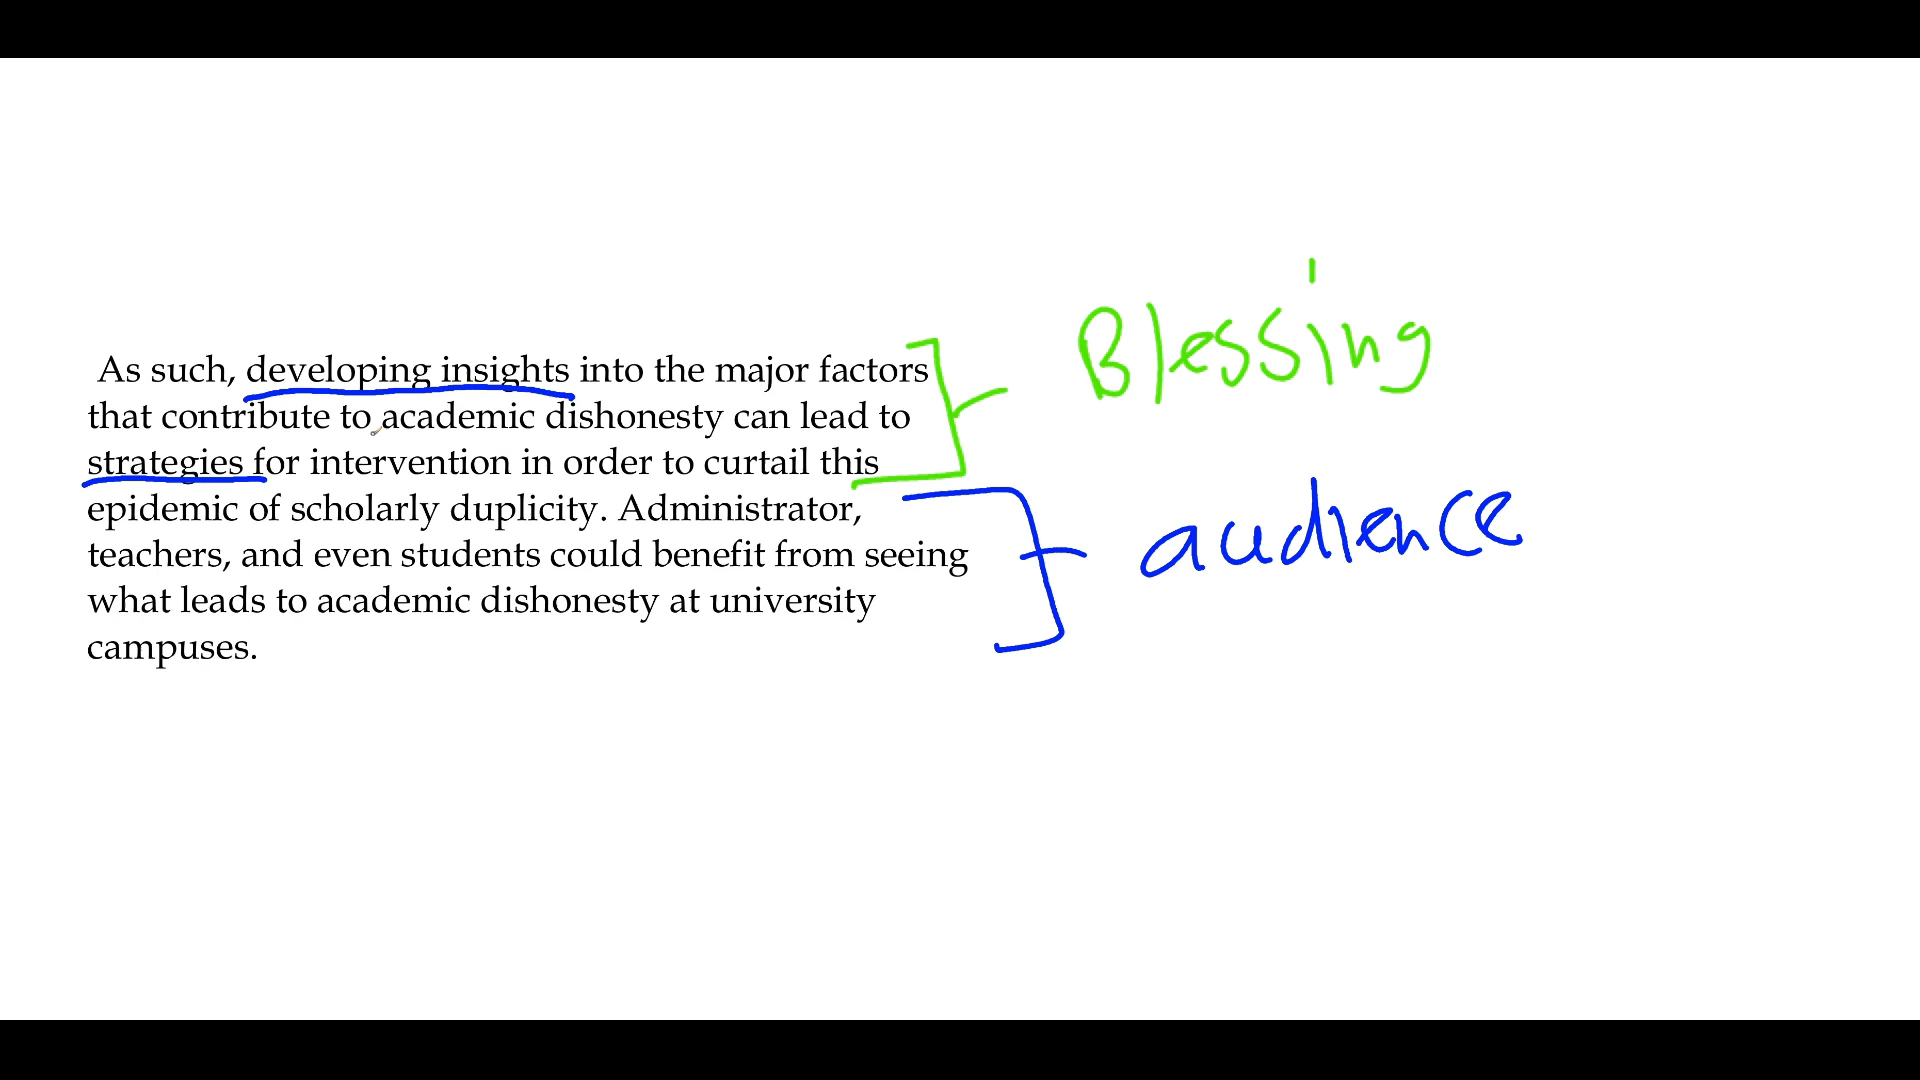 As such, developing insights into the major factors
that contribute to academic dishonesty can lead to
strategies for intervention in order to curtail this
epidemic of scholarly duplicity. Administrator,
teachers, and even students could benefit from seeing
what leads to academic dishonesty at university
campuses.
Blessing
audience